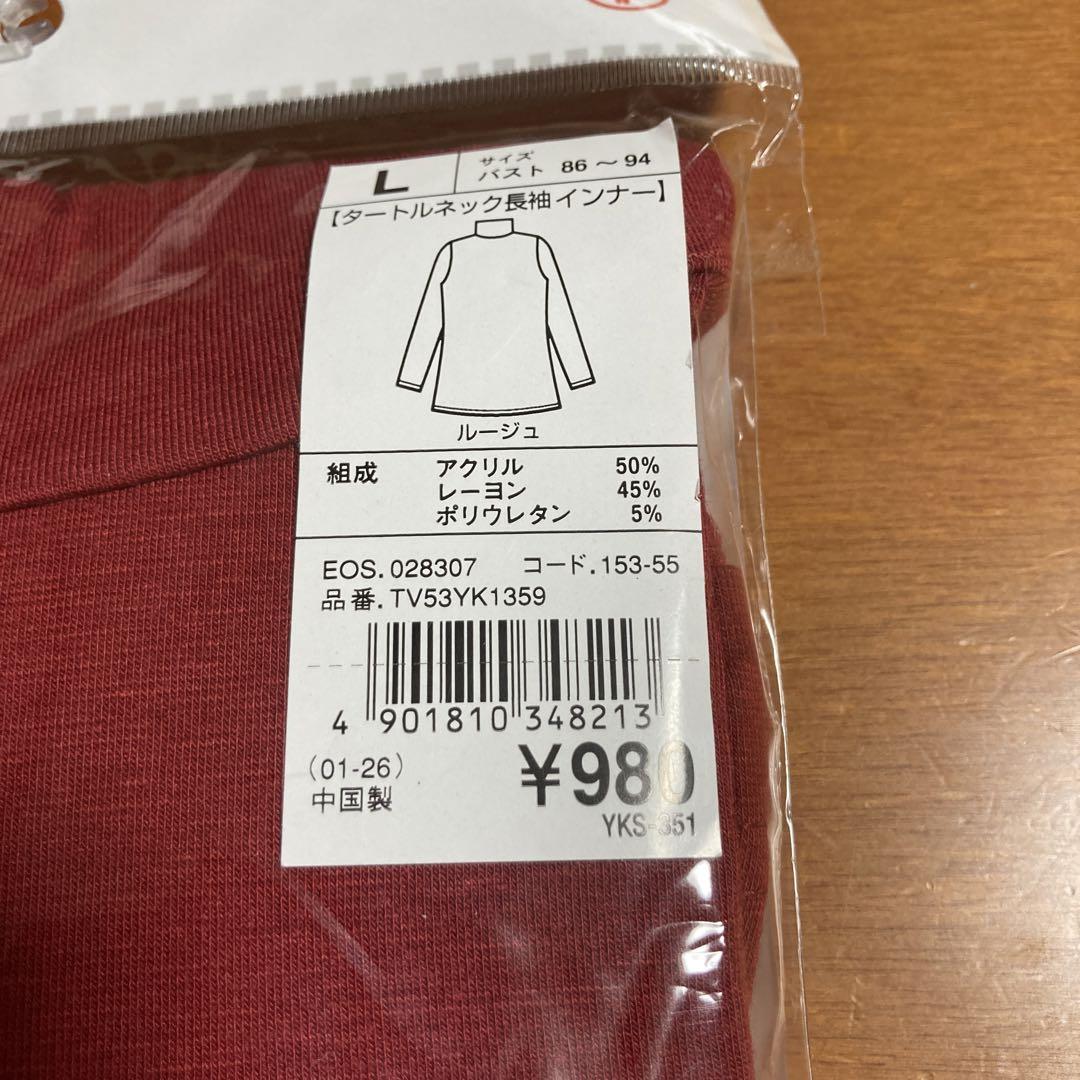 L サイズ
バスト 86～94
【タートルネック長袖インナー】
ルージュ
組成 アクリル 50%
レーヨン 45%
ポリウレタン 5%
EOS.028307 コード.153-55
品番.TV53YK1359
4 901810 348213
(01-26) ¥980
中国製
YKS-351